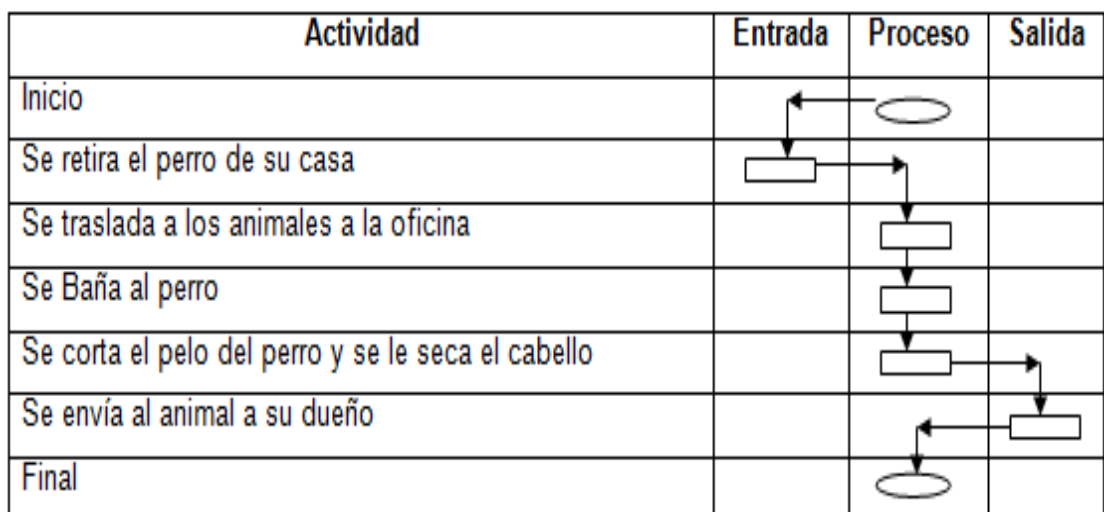 Actividad Entrada Proceso Salida
Inicio
Se retira el perro de su casa
Se traslada a los animales a la oficina
Se Baña al perro
Se corta el pelo del perro y se le seca el cabello
Se envía al animal a su dueño
Final